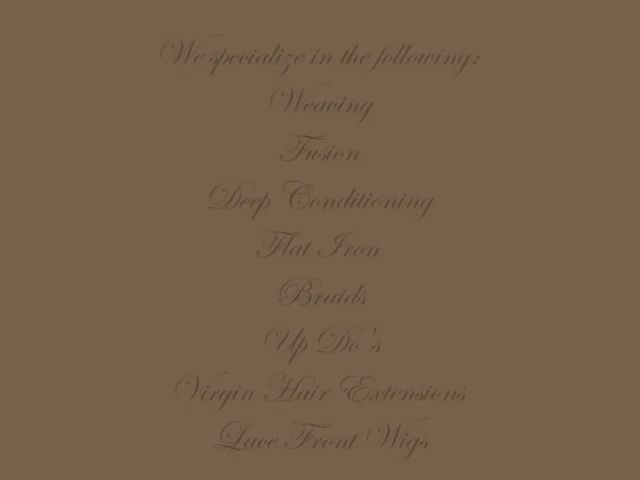 We specialize in the following:
Weaving
Fusion
Deep Conditioning
Flat Iron
Braids
Up Do's
Virgin Hair Extensions
Lace Front Wigs